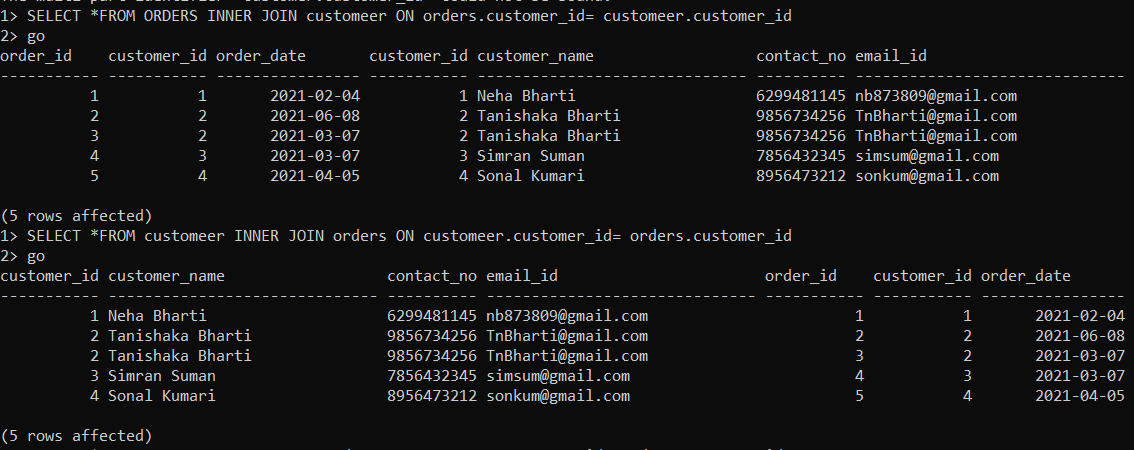 1> SELECT *FROM ORDERS INNER JOIN customeer ON orders.customer_id= customeer.customer_id
2> go
order_id    customer_id order_date       customer_id customer_name                  contact_no email_id
----------- ----------- ---------------- ----------- ------------------------------ ---------- ------------------------------
          1           1       2021-02-04           1 Neha Bharti                    6299481145 nb873809@gmail.com
          2           2       2021-06-08           2 Tanishaka Bharti               9856734256 TnBharti@gmail.com
          3           2       2021-03-07           2 Tanishaka Bharti               9856734256 TnBharti@gmail.com
          4           3       2021-03-07           3 Simran Suman                   7856432345 simsum@gmail.com
          5           4       2021-04-05           4 Sonal Kumari                   8956473212 sonkum@gmail.com

(5 rows affected)
1> SELECT *FROM customeer INNER JOIN orders ON customeer.customer_id= orders.customer_id
2> go
customer_id customer_name                  contact_no email_id                       order_id    customer_id order_date
----------- ------------------------------ ---------- ------------------------------ ----------- ----------- ----------------
          1 Neha Bharti                    6299481145 nb873809@gmail.com                       1           1       2021-02-04
          2 Tanishaka Bharti               9856734256 TnBharti@gmail.com                       2           2       2021-06-08
          2 Tanishaka Bharti               9856734256 TnBharti@gmail.com                       3           2       2021-03-07
          3 Simran Suman                   7856432345 simsum@gmail.com                         4           3       2021-03-07
          4 Sonal Kumari                   8956473212 sonkum@gmail.com                         5           4       2021-04-05

(5 rows affected)